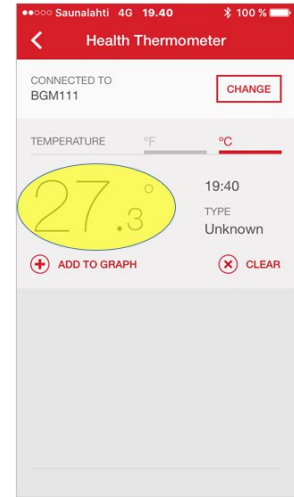 Saunalahti 4G 19.40 100 %
Health Thermometer
CONNECTED TO
BGM111
CHANGE
TEMPERATURE °F °C
27.3°
19:40
TYPE
Unknown
ADD TO GRAPH
CLEAR